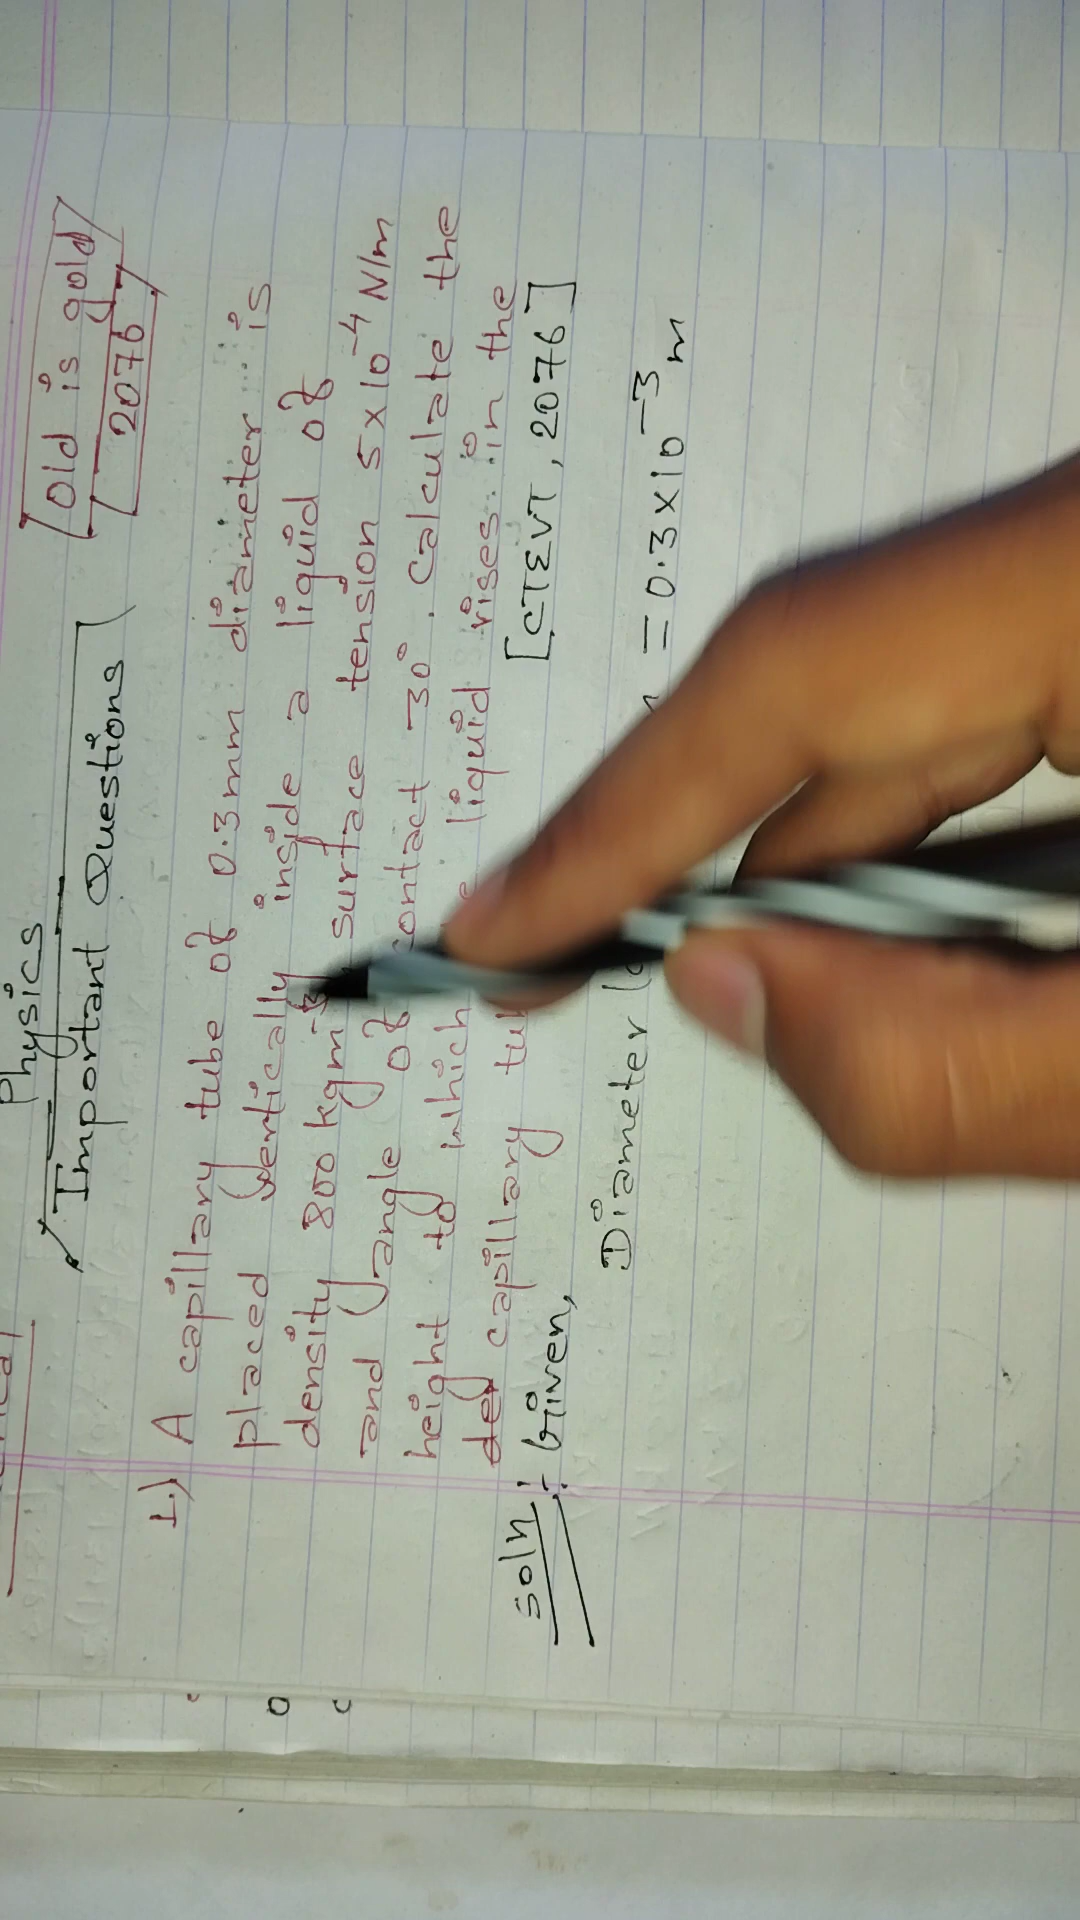 Physics
Important Questions
Old is gold
2076
1.) A capillary tube of 0.3mm diameter is
placed vertically inside a liquid of
density 800 kgm⁻³ surface tension 5×10⁻⁴ N/m
and angle of contact 30°. Calculate the
height to which liquid rises in the
capillary
[CTEVT, 2076]
Soln:- Given,
Diameter = 0.3×10⁻³ m